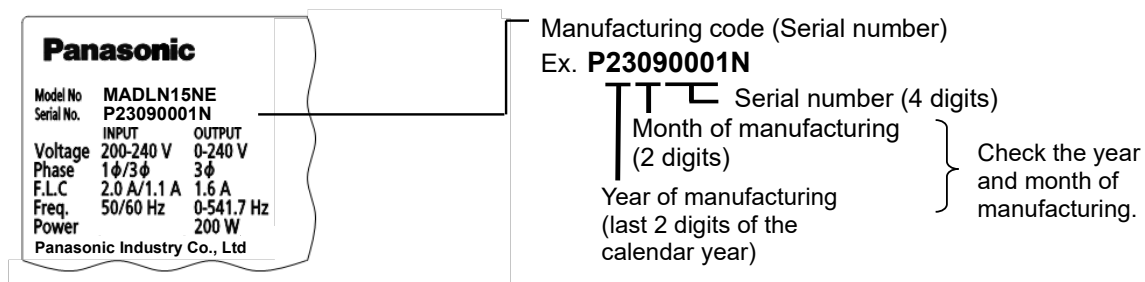 Panasonic
Model No MADLN15NE
Serial No. P23090001N
INPUT OUTPUT
Voltage 200-240 V 0-240 V
Phase 1ϕ/3ϕ 3ϕ
F.L.C 2.0 A/1.1 A 1.6 A
Freq. 50/60 Hz 0-541.7 Hz
Power 200 W
Panasonic Industry Co., Ltd
Manufacturing code (Serial number)
Ex. P23090001N
Serial number (4 digits)
Month of manufacturing
(2 digits)
Year of manufacturing
(last 2 digits of the
calendar year)
Check the year
and month of
manufacturing.